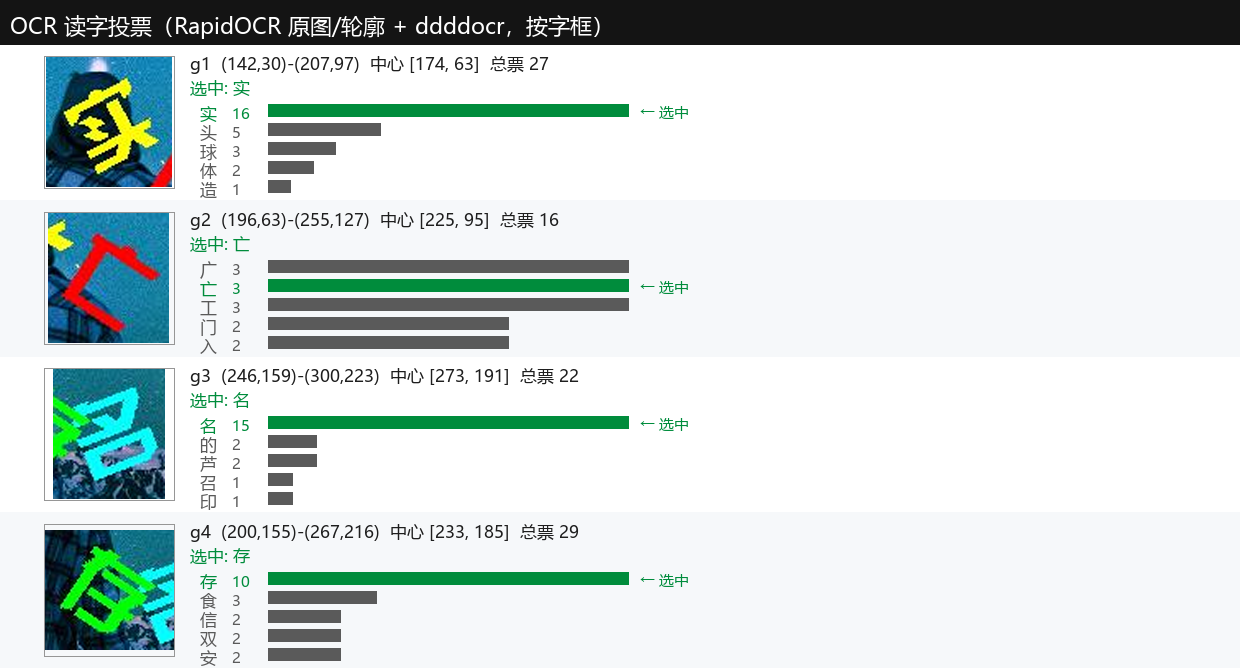 OCR 读字投票（RapidOCR 原图/轮廓 + ddddocr，按字框）
g1 (142,30)-(207,97) 中心 [174, 63] 总票 27
选中: 实
实 16 ← 选中
头 5
球 3
体 2
造 1
实
g2 (196,63)-(255,127) 中心 [225, 95] 总票 16
选中: 亡
广 3
亡 3 ← 选中
工 3
门 2
入 2
亡
g3 (246,159)-(300,223) 中心 [273, 191] 总票 22
选中: 名
名 15 ← 选中
的 2
芦 2
召 1
印 1
名
g4 (200,155)-(267,216) 中心 [233, 185] 总票 29
选中: 存
存 10 ← 选中
食 3
信 2
双 2
安 2
存